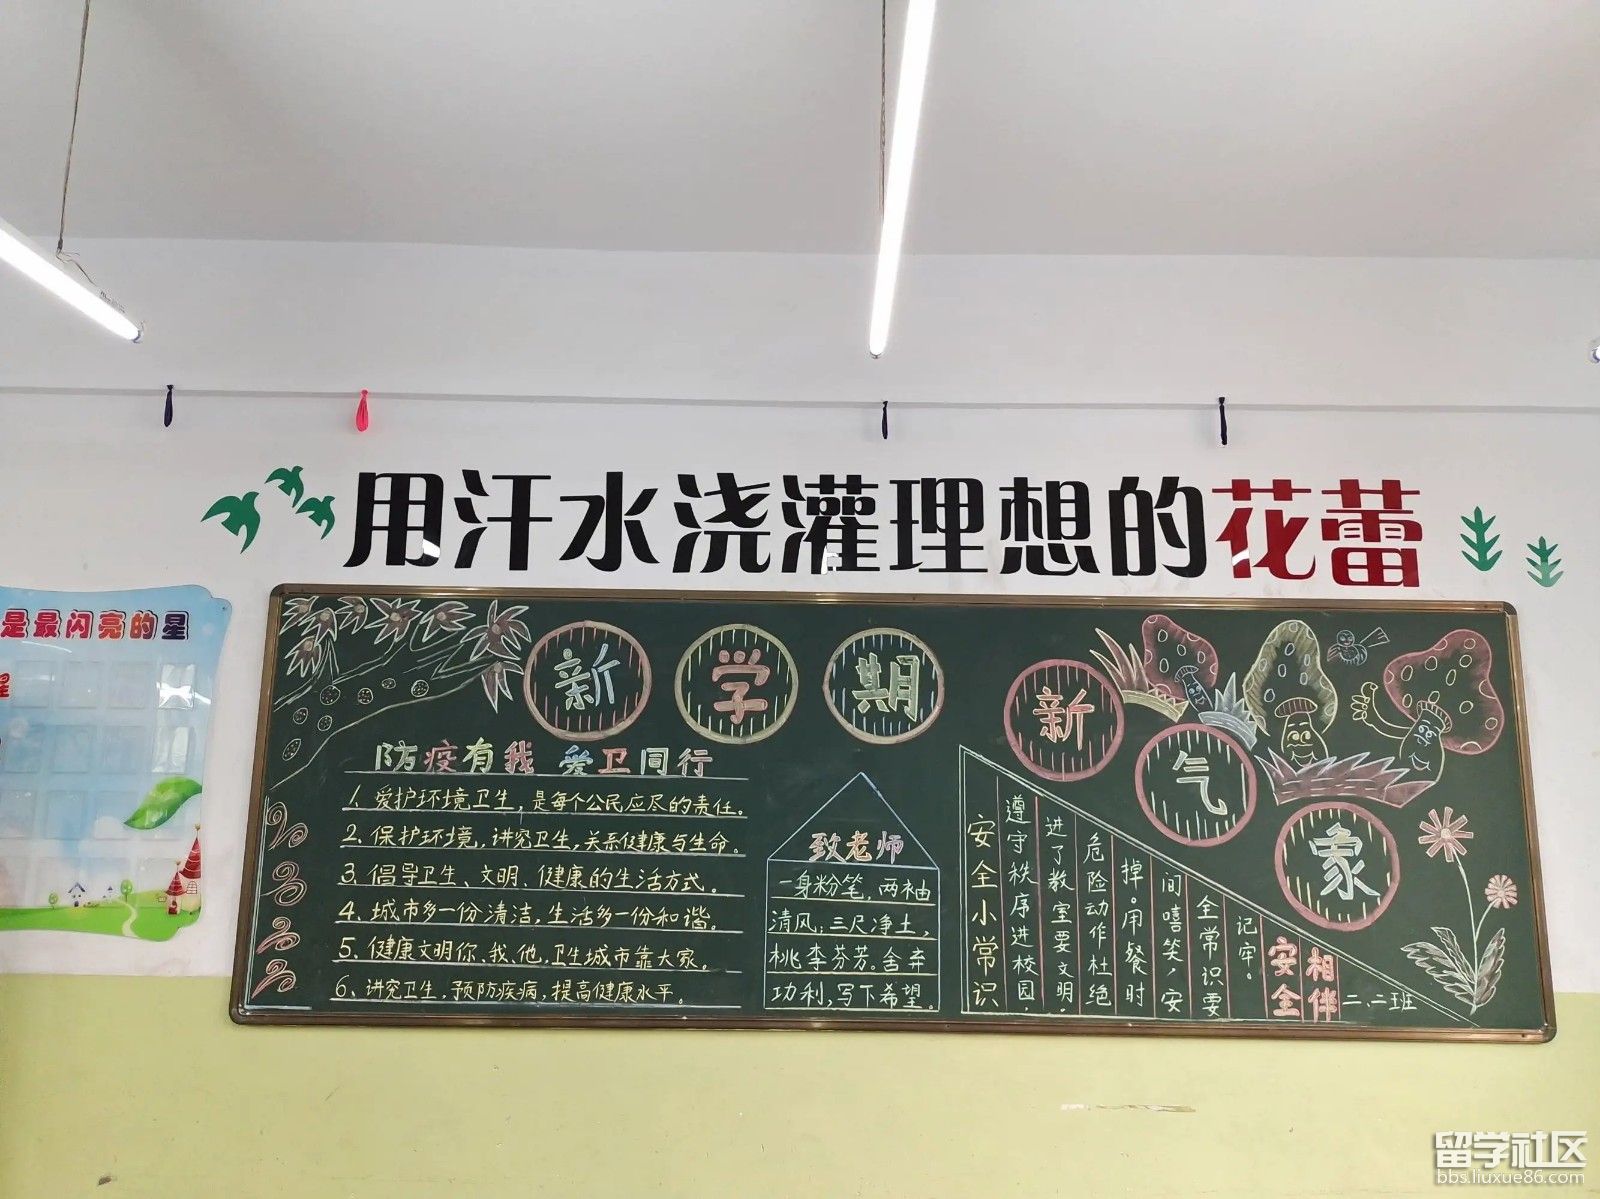 用汗水浇灌理想的花蕾
是最闪亮的星
新学期
新气象
防疫有我 爱卫同行
1. 爱护环境卫生，是每个公民应尽的责任。
2. 保护环境，讲究卫生，关系健康与生命。
3. 倡导卫生、文明、健康的生活方式。
4. 城市多一份清洁，生活多一份和谐。
5. 健康文明你、我、他，卫生城市靠大家。
6. 讲究卫生，预防疾病，提高健康水平。
致老师
一身粉笔，两袖
清风；三尺净土，
桃李芬芳。舍弃
功利，写下希望。
安全小常识
遵守秩序进校园，
进了教室要文明。
危险动作杜绝
掉。用餐时
间嘻笑，安
全常识要
记牢。
安全
相伴
二.二班
留学社区
bbs.liuxue86.com